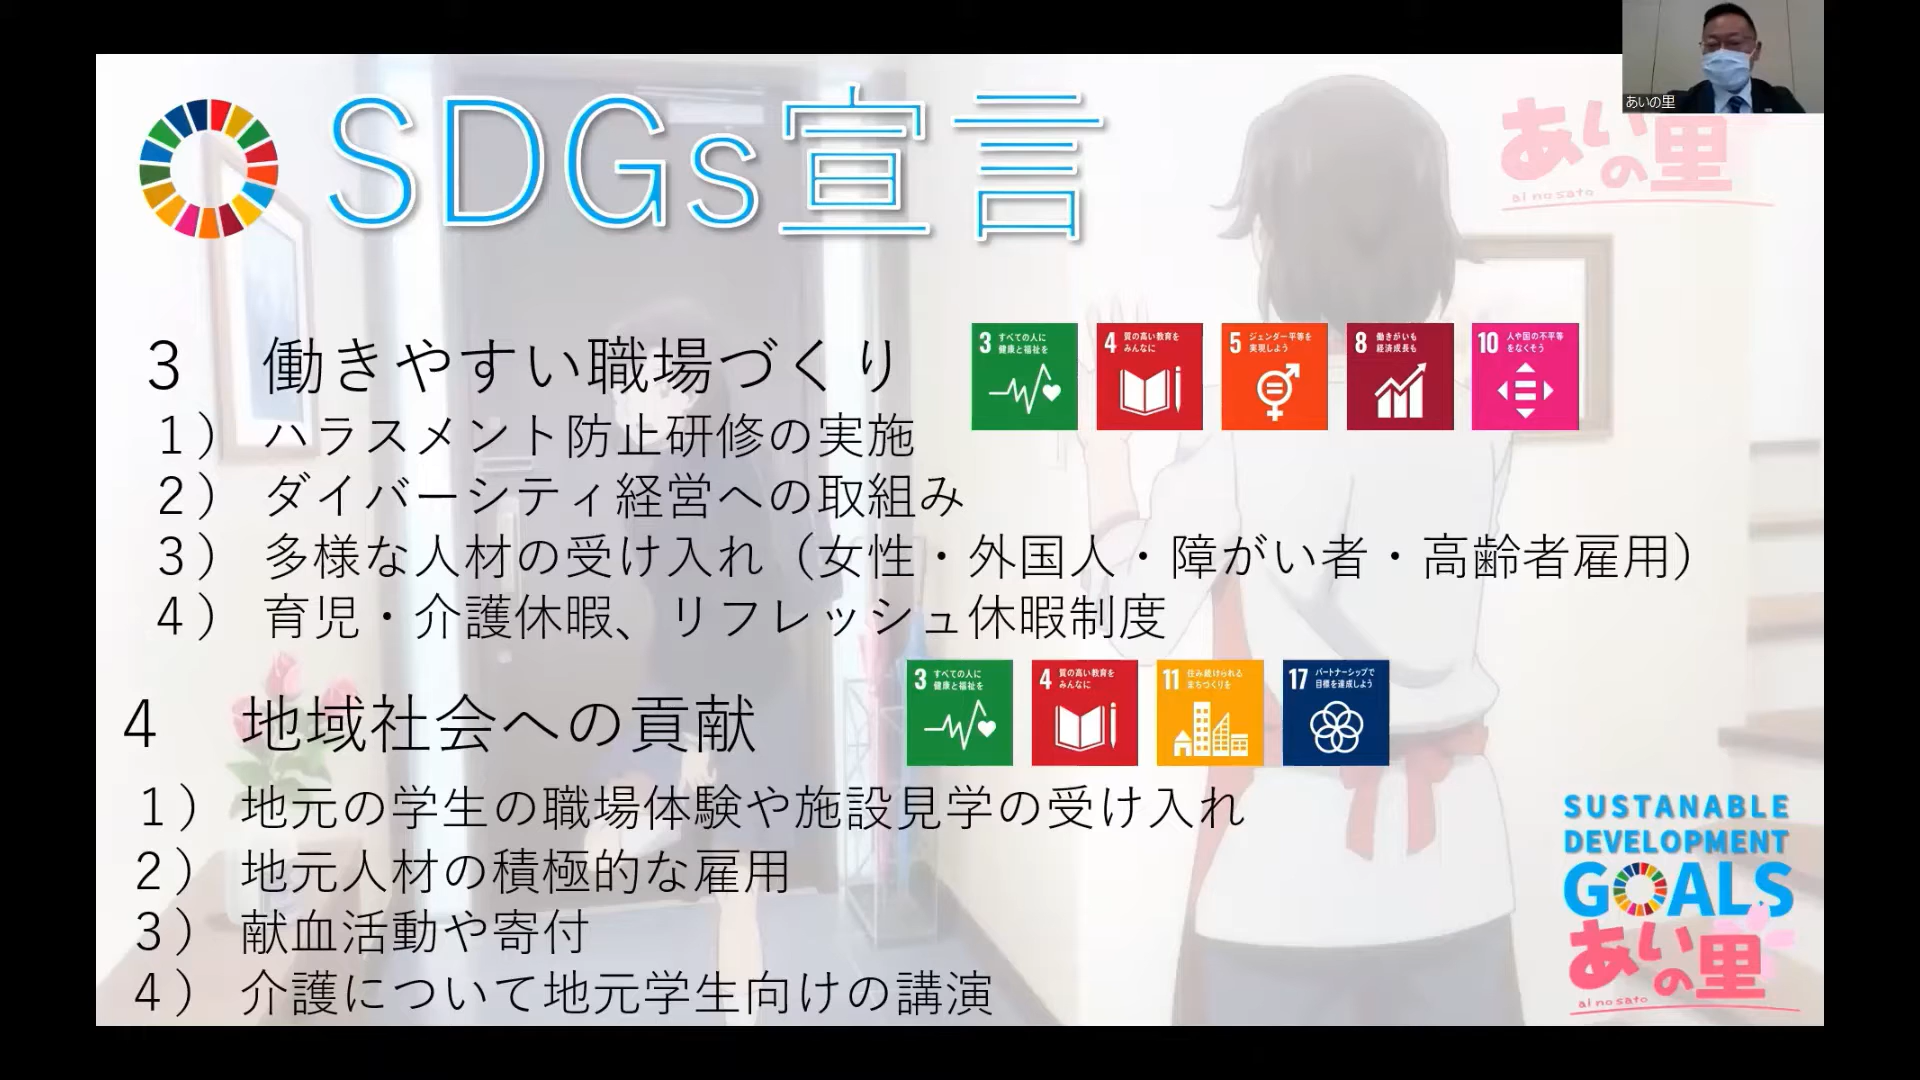 あいの里
SDGs宣言
あいの里
ai no sato
3　働きやすい職場づくり
3 すべての人に
健康と福祉を
4 質の高い教育を
みんなに
5 ジェンダー平等を
実現しよう
8 働きがいも
経済成長も
10 人や国の不平等
をなくそう
1） ハラスメント防止研修の実施
2） ダイバーシティ経営への取組み
3） 多様な人材の受け入れ（女性・外国人・障がい者・高齢者雇用）
4） 育児・介護休暇、リフレッシュ休暇制度
4　地域社会への貢献
3 すべての人に
健康と福祉を
4 質の高い教育を
みんなに
11 住み続けられる
まちづくりを
17 パートナーシップで
目標を達成しよう
1） 地元の学生の職場体験や施設見学の受け入れ
2） 地元人材の積極的な雇用
3） 献血活動や寄付
4） 介護について地元学生向けの講演
SUSTANABLE
DEVELOPMENT
GOALS
あいの里
ai no sato